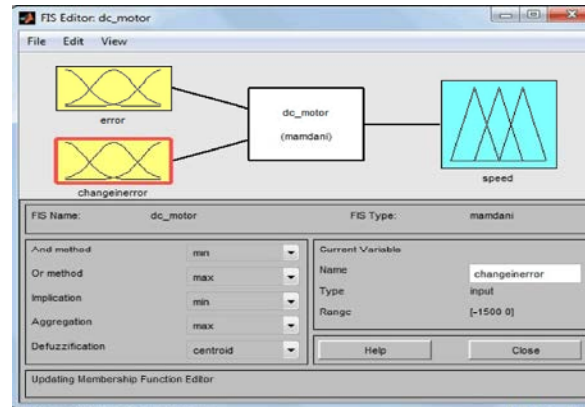 FIS Editor: dc_motor
File Edit View
error
changeinerror
dc_motor
(mamdani)
speed
FIS Name: dc_motor FIS Type: mamdani
And method min
Or method max
Implication min
Aggregation max
Defuzzification centroid
Current Variable
Name changeinerror
Type input
Range [-1500 0]
Help Close
Updating Membership Function Editor